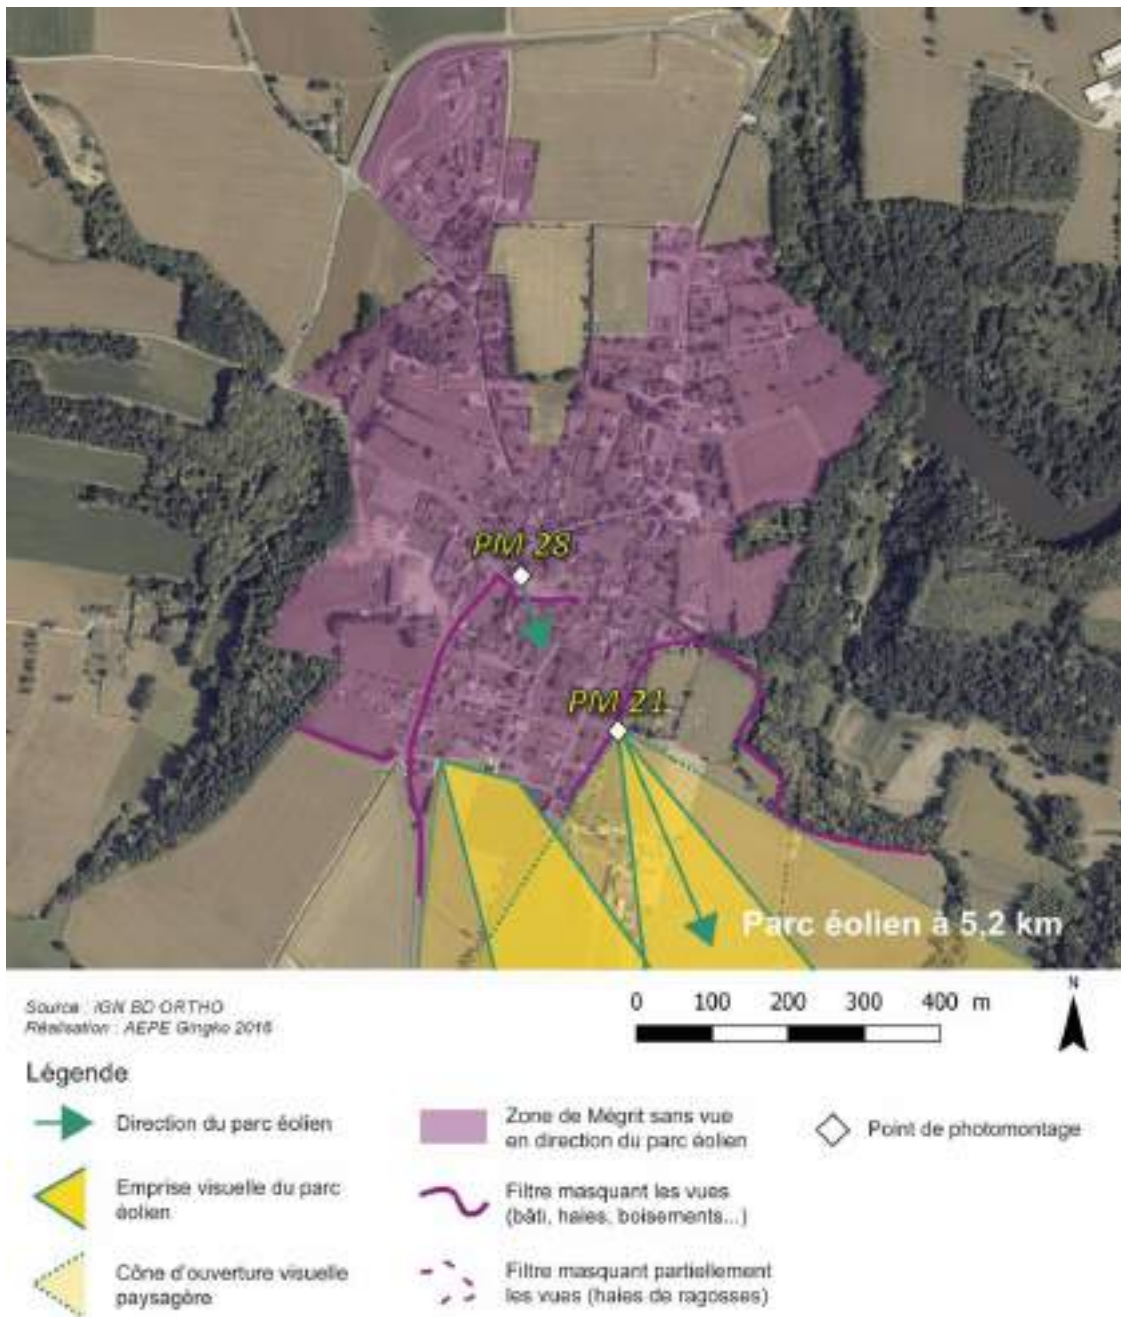 PM 28
PM 21
Parc éolien à 5,2 km
N
Source : IGN BD ORTHO
Réalisation : AEPE Gingko 2016
0 100 200 300 400 m
Légende
Direction du parc éolien
Emprise visuelle du parc
éolien
Cône d'ouverture visuelle
paysagère
Zone de Mégrit sans vue
en direction du parc éolien
Filtre masquant les vues
(bâti, haies, boisements...)
Filtre masquant partiellement
les vues (haies de ragosses)
Point de photomontage